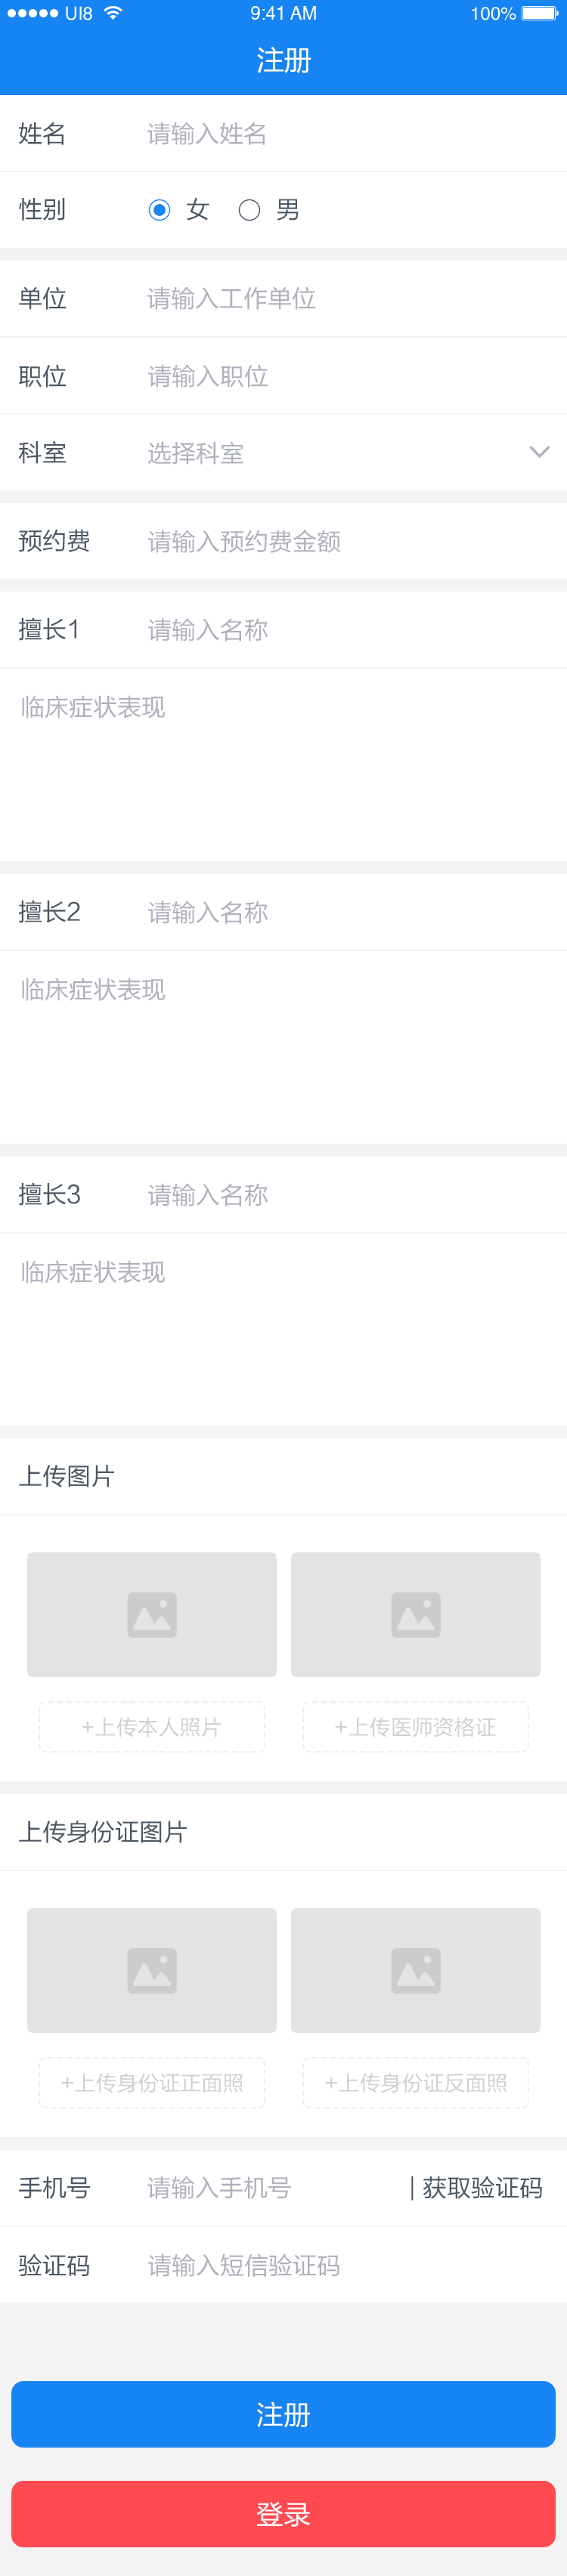 UI8 9:41 AM 100%
注册
姓名 请输入姓名
性别 女 男
单位 请输入工作单位
职位 请输入职位
科室 选择科室
预约费 请输入预约费金额
擅长1 请输入名称
临床症状表现
擅长2 请输入名称
临床症状表现
擅长3 请输入名称
临床症状表现
上传图片
+上传本人照片 +上传医师资格证
上传身份证图片
+上传身份证正面照 +上传身份证反面照
手机号 请输入手机号 | 获取验证码
验证码 请输入短信验证码
注册
登录